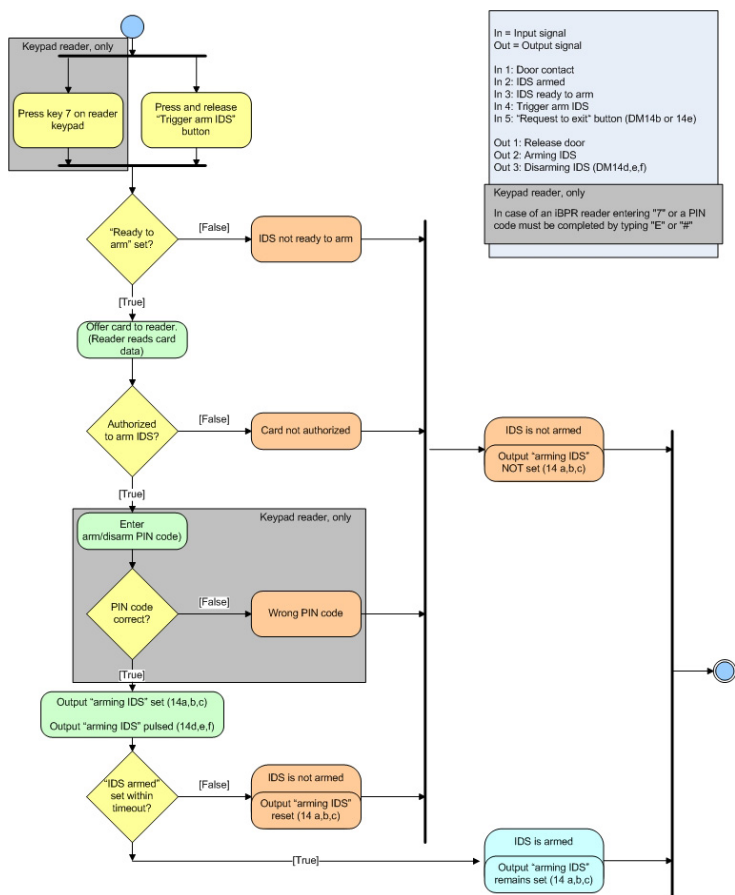 Keypad reader, only
Press key 7 on reader
keypad
Press and release
“Trigger arm IDS”
button
In = Input signal
Out = Output signal
In 1: Door contact
In 2: IDS armed
In 3: IDS ready to arm
In 4: Trigger arm IDS
In 5: “Request to exit“ button (DM14b or 14e)
Out 1: Release door
Out 2: Arming IDS
Out 3: Disarming IDS (DM14d,e,f)
Keypad reader, only
In case of an iBPR reader entering "7" or a PIN
code must be completed by typing "E" or "#"
“Ready to
arm” set?
[False]
IDS not ready to arm
[True]
Offer card to reader.
(Reader reads card
data)
Authorized
to arm IDS?
[False]
Card not authorized
IDS is not armed
Output “arming IDS”
NOT set (14 a,b,c)
[True]
Keypad reader, only
Enter
arm/disarm PIN code)
PIN code
correct?
[False]
Wrong PIN code
[True]
Output “arming IDS” set (14a,b,c)
Output “arming IDS” pulsed (14d,e,f)
“IDS armed”
set within
timeout?
[False]
IDS is not armed
Output “arming IDS”
reset (14 a,b,c)
[True]
IDS is armed
Output “arming IDS”
remains set (14 a,b,c)